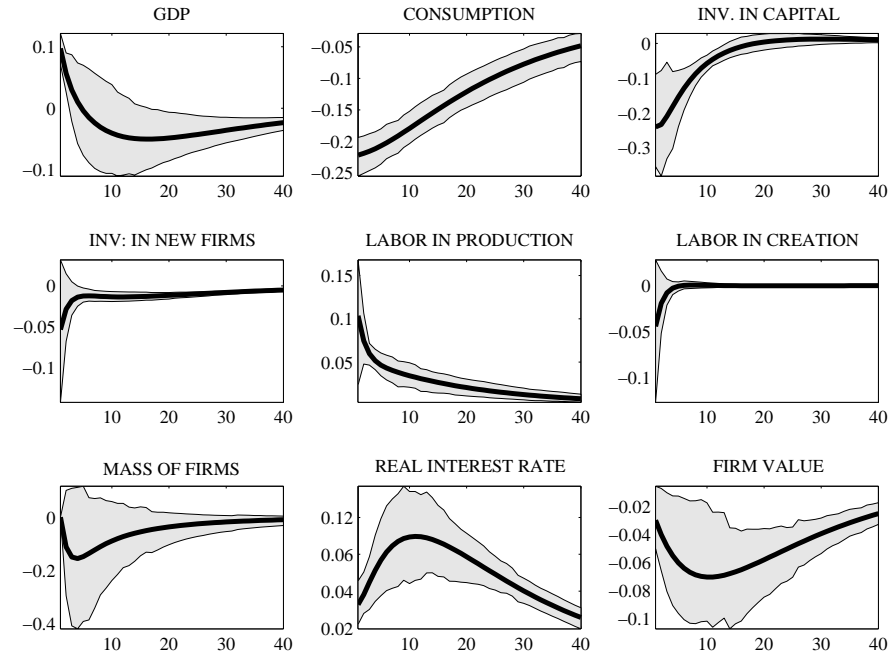 GDP
0.1
0
−0.1
10 20 30 40
CONSUMPTION
−0.05
−0.1
−0.15
−0.2
−0.25
10 20 30 40
INV. IN CAPITAL
0
−0.1
−0.2
−0.3
10 20 30 40
INV: IN NEW FIRMS
0
−0.05
−0.1
10 20 30 40
LABOR IN PRODUCTION
0.15
0.1
0.05
10 20 30 40
LABOR IN CREATION
0
−0.05
−0.1
10 20 30 40
MASS OF FIRMS
0
−0.2
−0.4
10 20 30 40
REAL INTEREST RATE
0.12
0.06
0.04
0.02
10 20 30 40
FIRM VALUE
−0.02
−0.04
−0.06
−0.08
−0.1
10 20 30 40